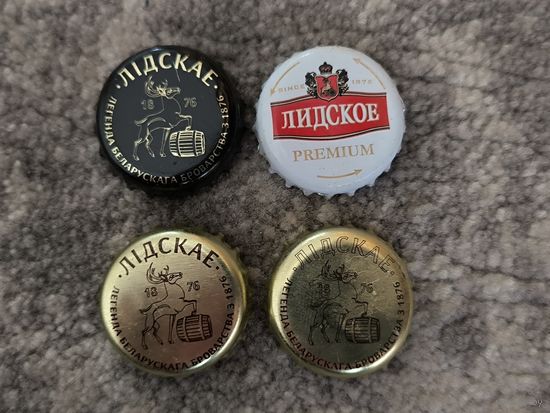 ·ЛІДСКАЕ·
18 76
ЛЕГЕНДА БЕЛАРУСКАГА БРОВАРСТВА З 1876
SINCE 1876
ЛИДСКОЕ
PREMIUM
·ЛІДСКАЕ·
18 76
ЛЕГЕНДА БЕЛАРУСКАГА БРОВАРСТВА З 1876
·ЛІДСКАЕ·
18 76
ЛЕГЕНДА БЕЛАРУСКАГА БРОВАРСТВА З 1876